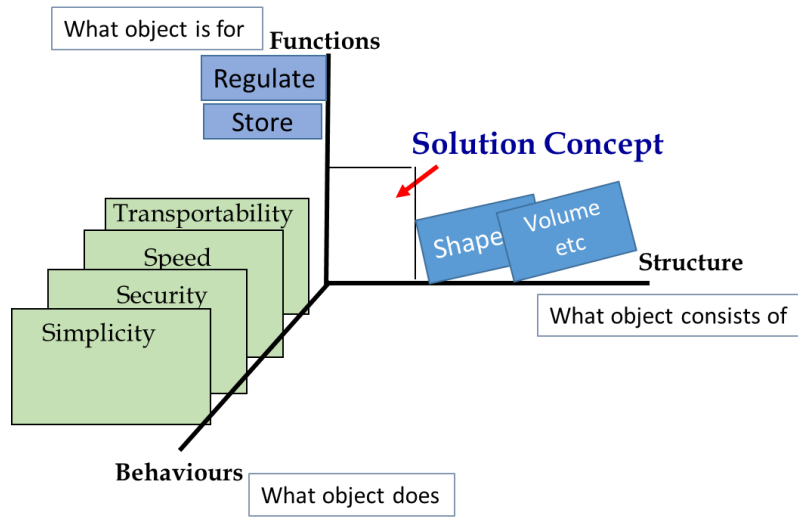 What object is for
Functions
Regulate
Store
Solution Concept
Transportability
Speed
Security
Simplicity
Shape
Volume
etc
Structure
What object consists of
Behaviours
What object does